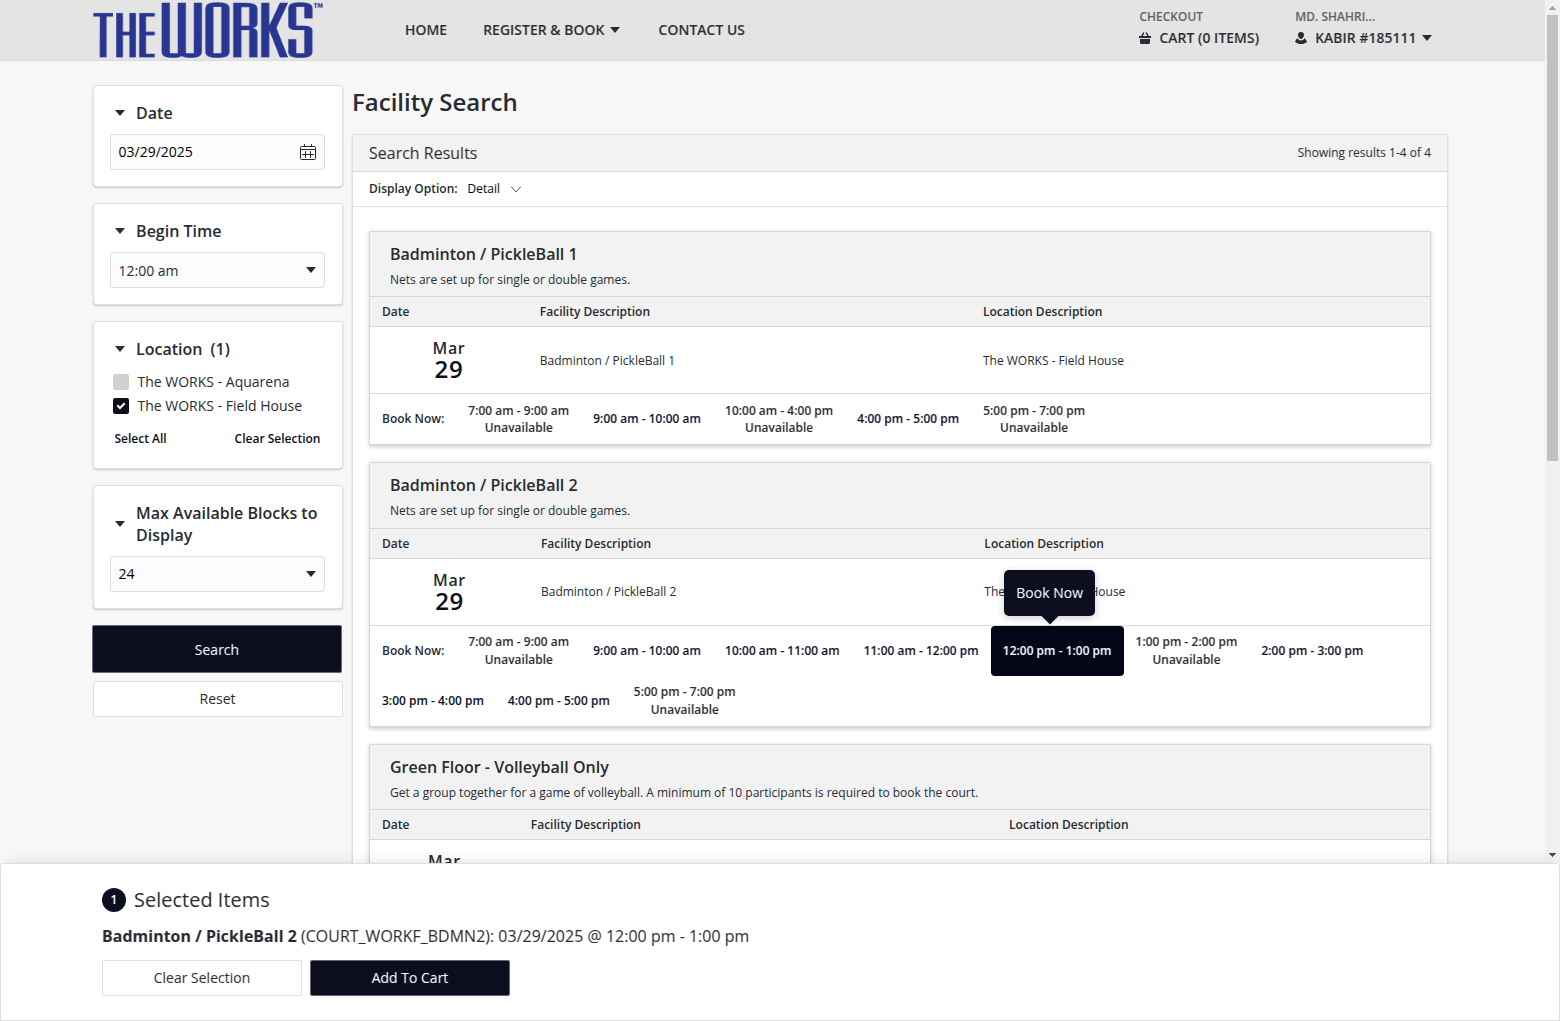 THE WORKS™
HOME
REGISTER & BOOK
CONTACT US
CHECKOUT
CART (0 ITEMS)
MD. SHAHRI...
KABIR #185111
Date
03/29/2025
Begin Time
12:00 am
Location (1)
The WORKS - Aquarena
The WORKS - Field House
Select All
Clear Selection
Max Available Blocks to
Display
24
Search
Reset
Facility Search
Search Results
Showing results 1-4 of 4
Display Option: Detail
Badminton / PickleBall 1
Nets are set up for single or double games.
Date
Facility Description
Location Description
Mar
29
Badminton / PickleBall 1
The WORKS - Field House
Book Now:
7:00 am - 9:00 am
Unavailable
9:00 am - 10:00 am
10:00 am - 4:00 pm
Unavailable
4:00 pm - 5:00 pm
5:00 pm - 7:00 pm
Unavailable
Badminton / PickleBall 2
Nets are set up for single or double games.
Date
Facility Description
Location Description
Mar
29
Badminton / PickleBall 2
The
House
Book Now
Book Now:
7:00 am - 9:00 am
Unavailable
9:00 am - 10:00 am
10:00 am - 11:00 am
11:00 am - 12:00 pm
12:00 pm - 1:00 pm
1:00 pm - 2:00 pm
Unavailable
2:00 pm - 3:00 pm
3:00 pm - 4:00 pm
4:00 pm - 5:00 pm
5:00 pm - 7:00 pm
Unavailable
Green Floor - Volleyball Only
Get a group together for a game of volleyball. A minimum of 10 participants is required to book the court.
Date
Facility Description
Location Description
Mar
1 Selected Items
Badminton / PickleBall 2 (COURT_WORKF_BDMN2): 03/29/2025 @ 12:00 pm - 1:00 pm
Clear Selection
Add To Cart